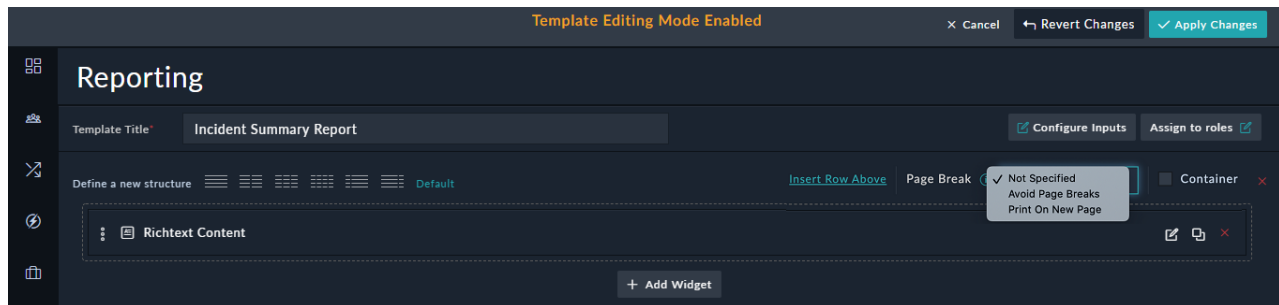 Template Editing Mode Enabled
× Cancel
Revert Changes
Apply Changes
Reporting
Template Title*
Incident Summary Report
Configure Inputs
Assign to roles
Define a new structure
Default
Insert Row Above
Page Break
Not Specified
Avoid Page Breaks
Print On New Page
Container
Richtext Content
+ Add Widget